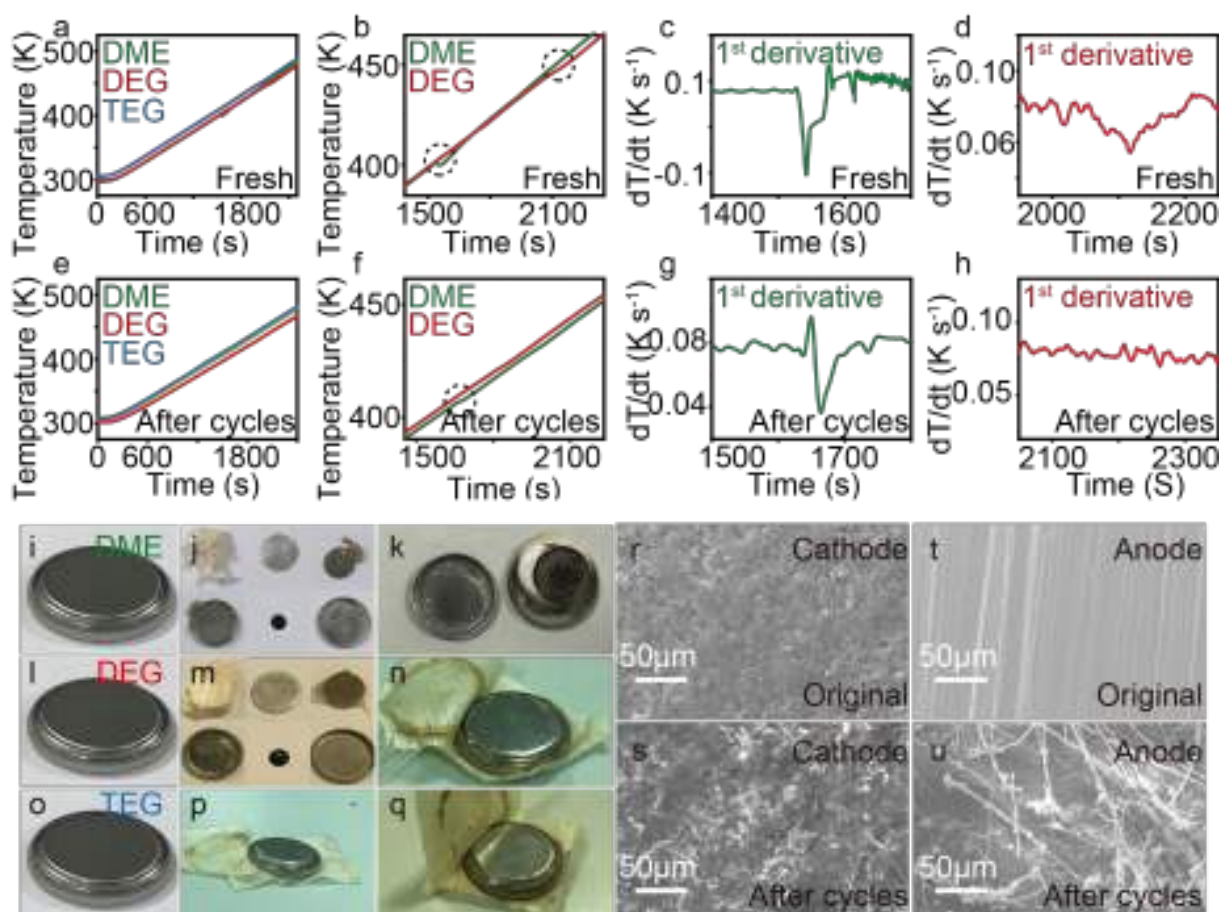 a
500
400
300
Temperature (K)
DME
DEG
TEG
Fresh
0 600 1800
Time (s)
b
450
400
Temperature (K)
DME
DEG
Fresh
1500 2100
Time (s)
c
1st derivative
0.1
-0.1
dT/dt (K s⁻¹)
Fresh
1400 1600
Time (s)
d
1st derivative
0.10
0.06
dT/dt (K s⁻¹)
Fresh
2000 2200
Time (s)
e
500
400
300
Temperature (K)
DME
DEG
TEG
After cycles
0 600 1800
Time (s)
f
450
400
Temperature (K)
DME
DEG
After cycles
1500 2100
Time (s)
g
1st derivative
0.08
0.04
dT/dt (K s⁻¹)
After cycles
1500 1700
Time (s)
h
1st derivative
0.10
0.05
dT/dt (K s⁻¹)
After cycles
2100 2300
Time (S)
i DME
j
k
l DEG
m
n
o TEG
p
q
r Cathode
50μm
Original
t Anode
50μm
Original
s Cathode
50μm
After cycles
u Anode
50μm
After cycles